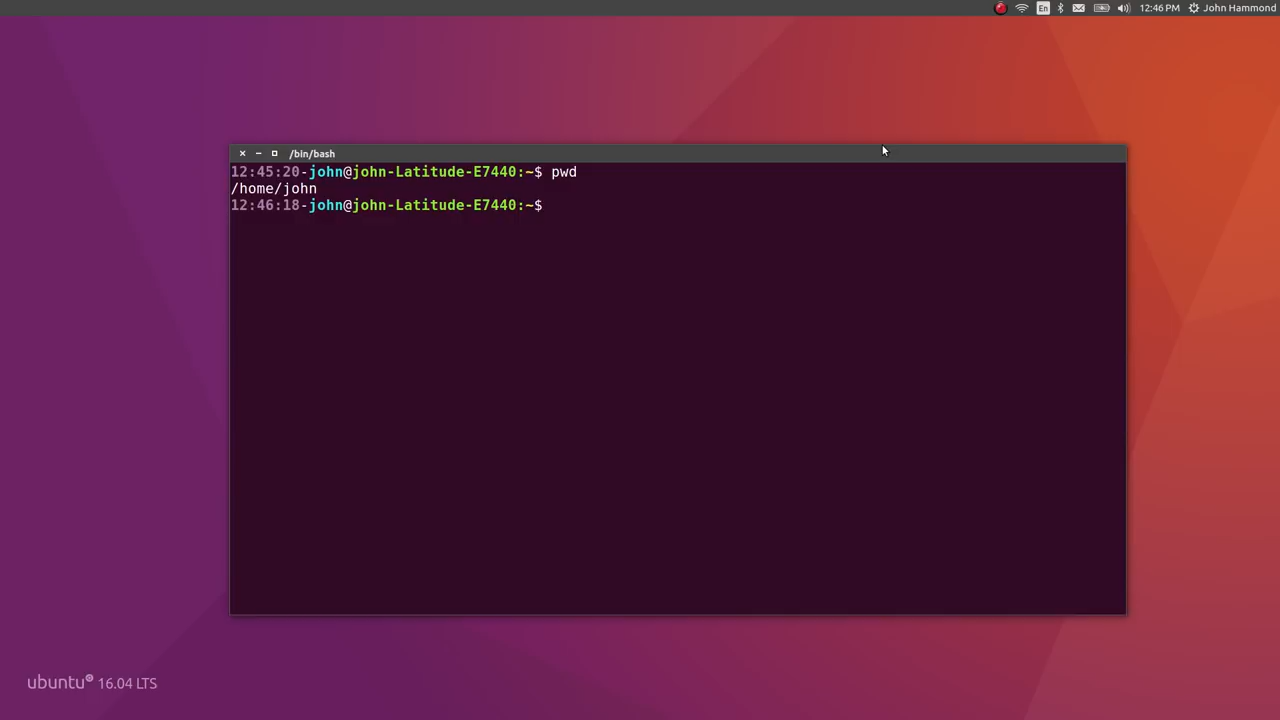 En 12:46 PM John Hammond
/bin/bash
12:45:20-john@john-Latitude-E7440:~$ pwd
/home/john
12:46:18-john@john-Latitude-E7440:~$
ubuntu® 16.04 LTS